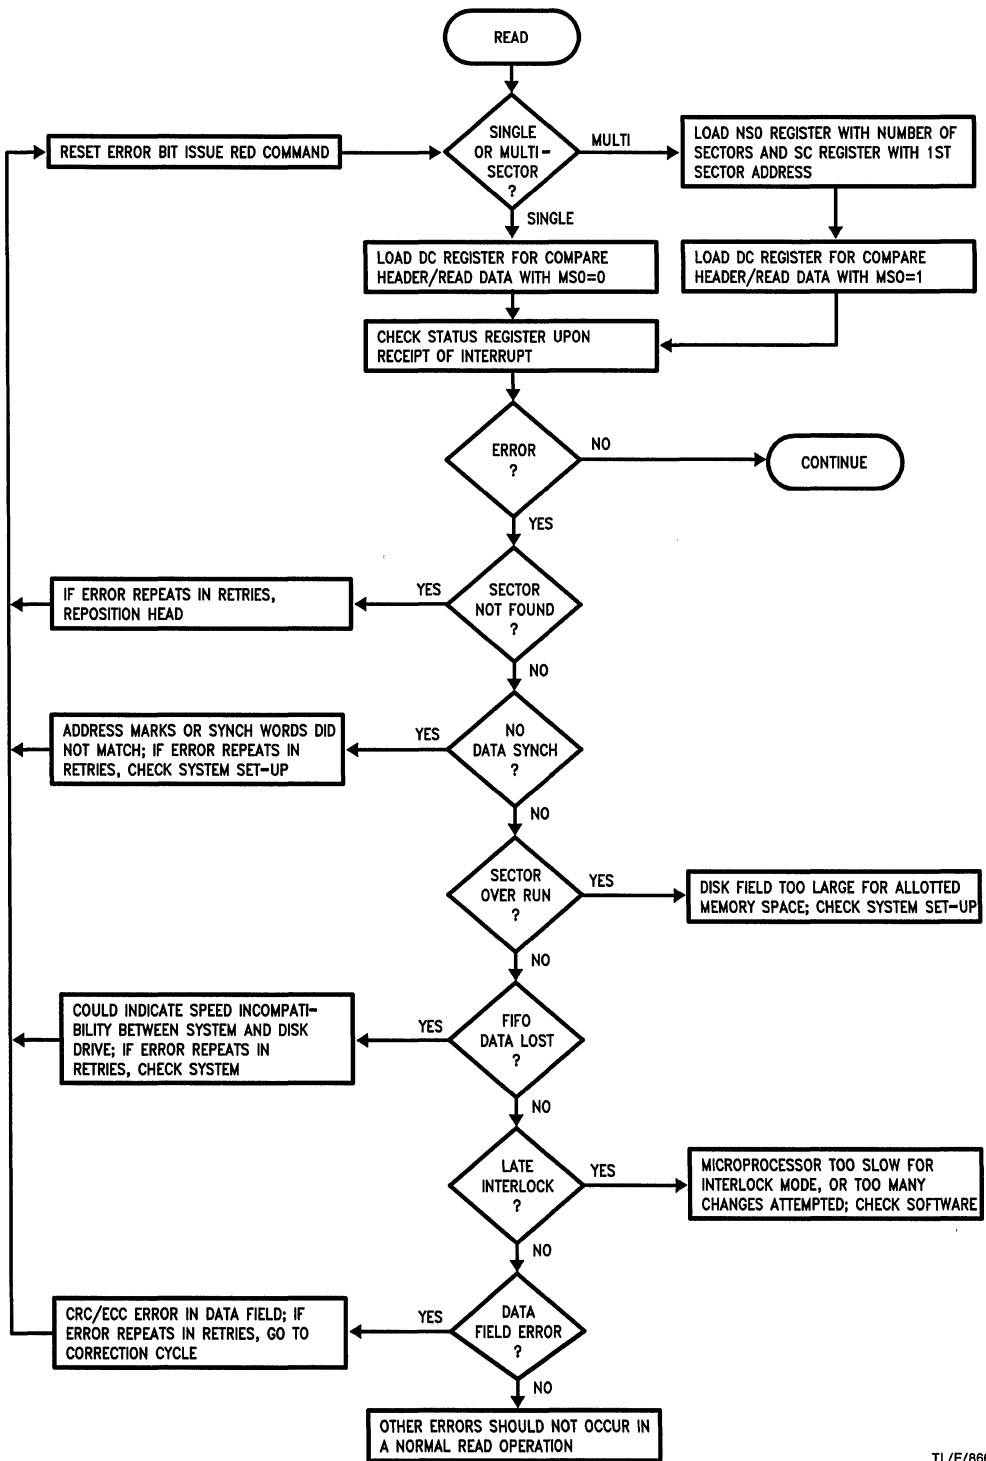 READ
SINGLE
OR MULTI-
SECTOR
?
MULTI
LOAD NSO REGISTER WITH NUMBER OF
SECTORS AND SC REGISTER WITH 1ST
SECTOR ADDRESS
RESET ERROR BIT ISSUE RED COMMAND
SINGLE
LOAD DC REGISTER FOR COMPARE
HEADER/READ DATA WITH MSO=0
LOAD DC REGISTER FOR COMPARE
HEADER/READ DATA WITH MSO=1
CHECK STATUS REGISTER UPON
RECEIPT OF INTERRUPT
ERROR
?
NO
CONTINUE
YES
SECTOR
NOT FOUND
?
YES
IF ERROR REPEATS IN RETRIES,
REPOSITION HEAD
NO
NO
DATA SYNCH
?
YES
ADDRESS MARKS OR SYNCH WORDS DID
NOT MATCH; IF ERROR REPEATS IN
RETRIES, CHECK SYSTEM SET-UP
NO
SECTOR
OVER RUN
?
YES
DISK FIELD TOO LARGE FOR ALLOTTED
MEMORY SPACE; CHECK SYSTEM SET-UP
NO
FIFO
DATA LOST
?
YES
COULD INDICATE SPEED INCOMPATI-
BILITY BETWEEN SYSTEM AND DISK
DRIVE; IF ERROR REPEATS IN
RETRIES, CHECK SYSTEM
NO
LATE
INTERLOCK
?
YES
MICROPROCESSOR TOO SLOW FOR
INTERLOCK MODE, OR TOO MANY
CHANGES ATTEMPTED; CHECK SOFTWARE
NO
DATA
FIELD ERROR
?
YES
CRC/ECC ERROR IN DATA FIELD; IF
ERROR REPEATS IN RETRIES, GO TO
CORRECTION CYCLE
NO
OTHER ERRORS SHOULD NOT OCCUR IN
A NORMAL READ OPERATION